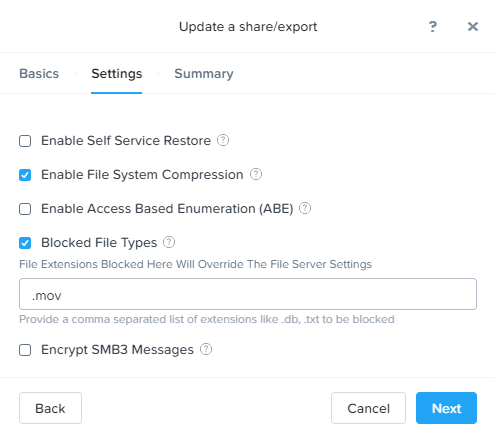 Update a share/export ? ×
Basics Settings Summary
Enable Self Service Restore ?
Enable File System Compression ?
Enable Access Based Enumeration (ABE) ?
Blocked File Types ?
File Extensions Blocked Here Will Override The File Server Settings
.mov
Provide a comma separated list of extensions like .db, .txt to be blocked
Encrypt SMB3 Messages ?
Back Cancel Next